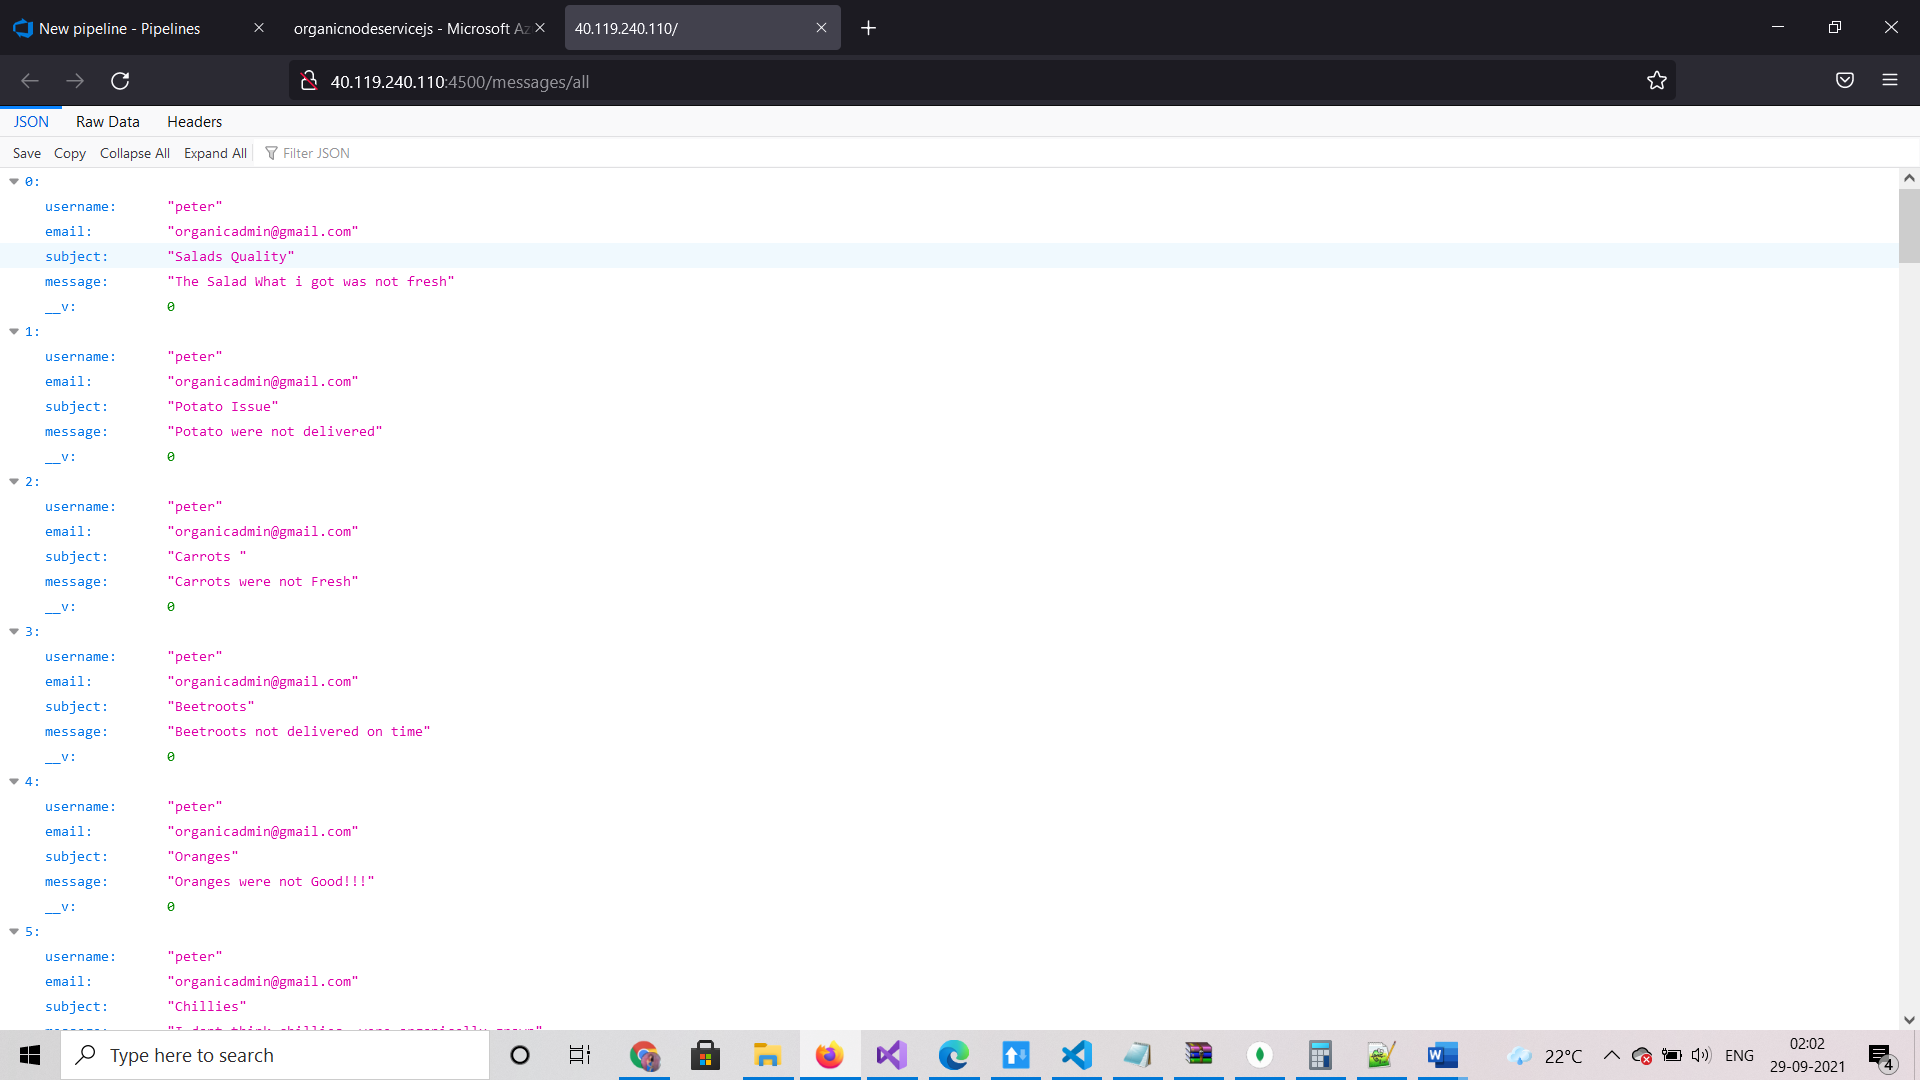 New pipeline - Pipelines
organicnodeservicejs - Microsoft Az
40.119.240.110/
40.119.240.110:4500/messages/all
JSON Raw Data Headers
Save Copy Collapse All Expand All Filter JSON
0:
username: "peter"
email: "organicadmin@gmail.com"
subject: "Salads Quality"
message: "The Salad What i got was not fresh"
__v: 0
1:
username: "peter"
email: "organicadmin@gmail.com"
subject: "Potato Issue"
message: "Potato were not delivered"
__v: 0
2:
username: "peter"
email: "organicadmin@gmail.com"
subject: "Carrots "
message: "Carrots were not Fresh"
__v: 0
3:
username: "peter"
email: "organicadmin@gmail.com"
subject: "Beetroots"
message: "Beetroots not delivered on time"
__v: 0
4:
username: "peter"
email: "organicadmin@gmail.com"
subject: "Oranges"
message: "Oranges were not Good!!!"
__v: 0
5:
username: "peter"
email: "organicadmin@gmail.com"
subject: "Chillies"
Type here to search
22°C
ENG
02:02
29-09-2021
4